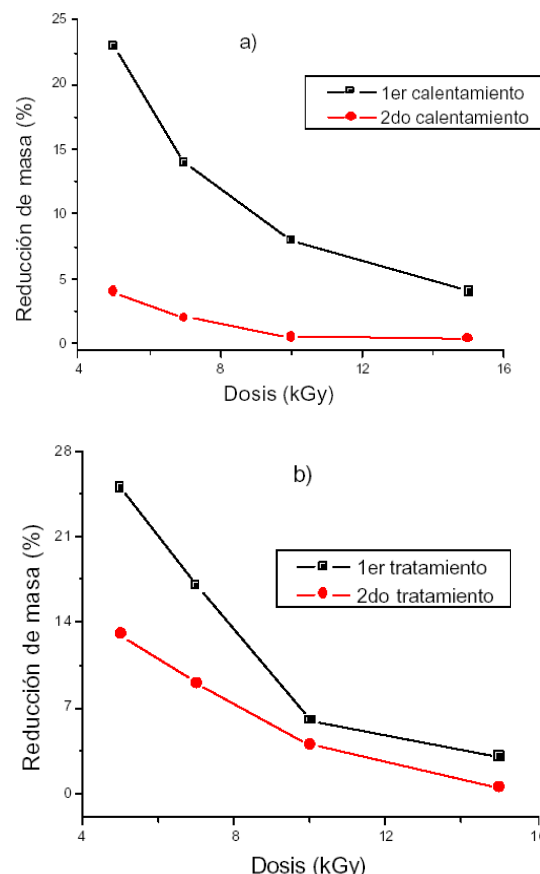 a)
25
20
15
10
5
0
Reducción de masa (%)
1er calentamiento
2do calentamiento
4
8
12
16
Dosis (kGy)
b)
28
21
14
7
0
Reducción de masa (%)
1er tratamiento
2do tratamiento
4
8
12
16
Dosis (kGy)